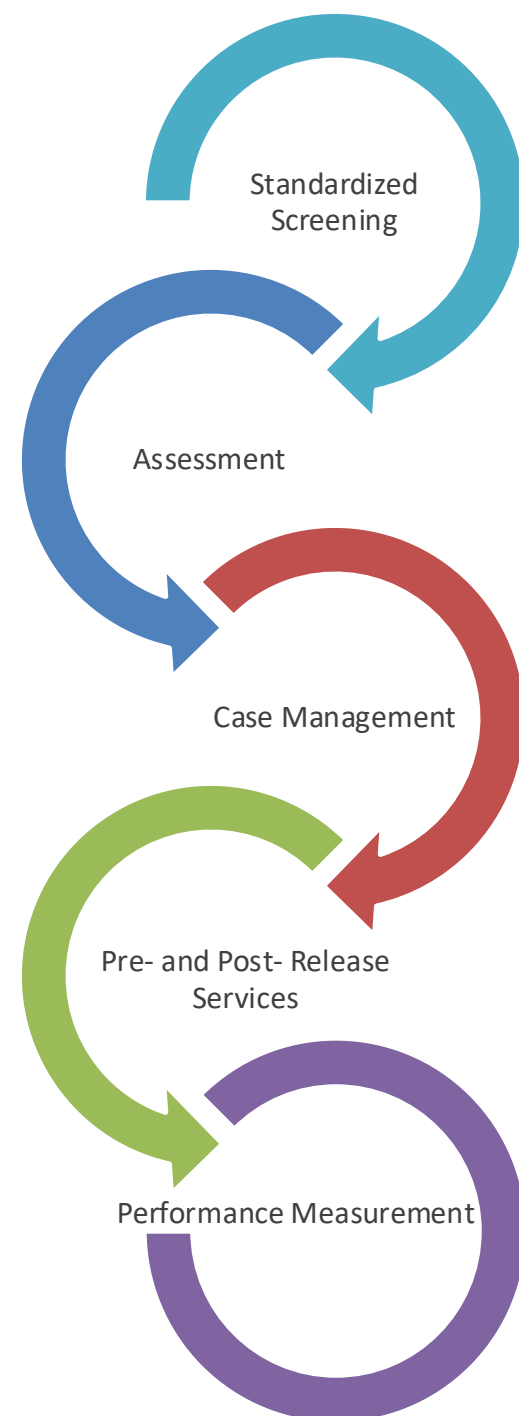 Standardized
Screening
Assessment
Case Management
Pre- and Post- Release
Services
Performance Measurement